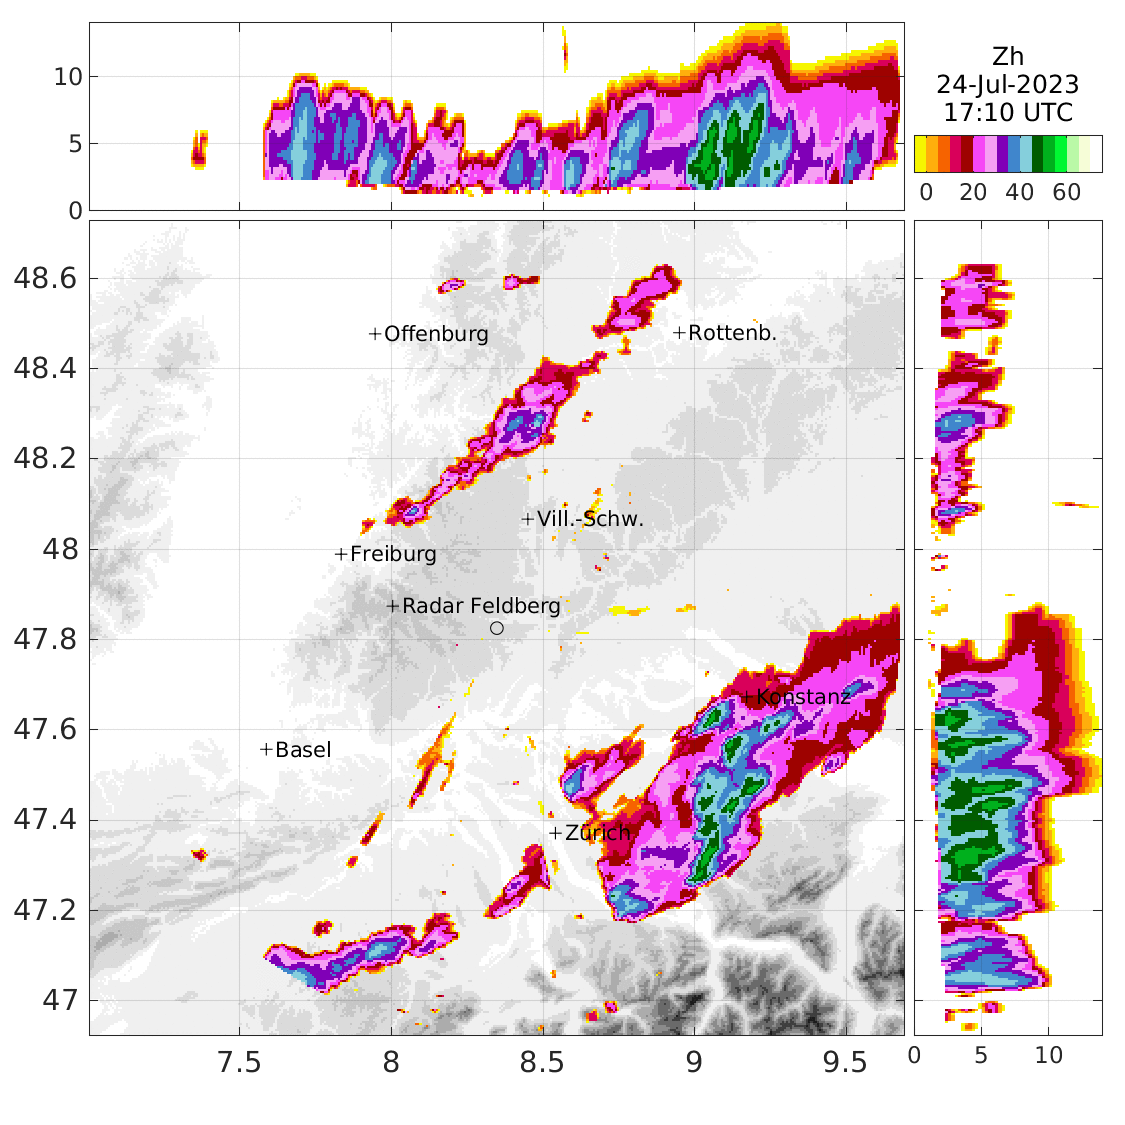 10
5
0
Zh
24-Jul-2023
17:10 UTC
0 20 40 60
48.6
48.4
48.2
48
47.8
47.6
47.4
47.2
47
+Offenburg
+Rottenb.
+Vill.-Schw.
+Freiburg
+Radar Feldberg
+Konstanz
+Basel
+Zürich
7.5 8 8.5 9 9.5
0 5 10